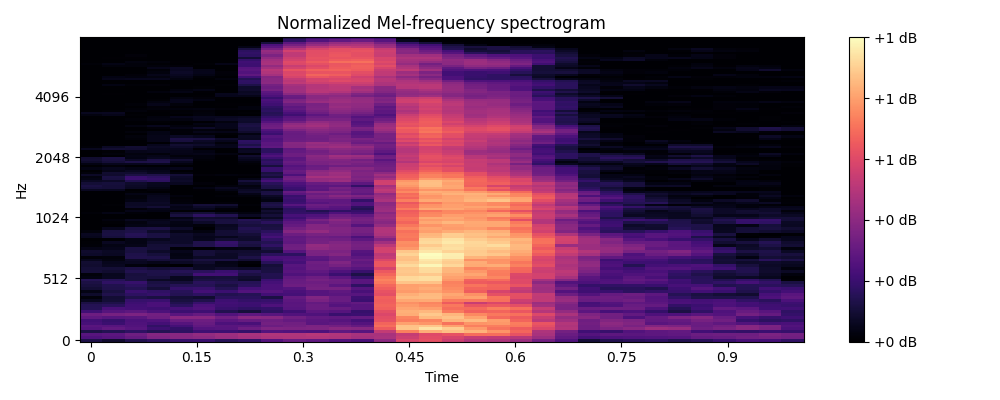 Normalized Mel-frequency spectrogram
Hz
4096
2048
1024
512
0
0 0.15 0.3 0.45 0.6 0.75 0.9
Time
+1 dB
+1 dB
+1 dB
+0 dB
+0 dB
+0 dB